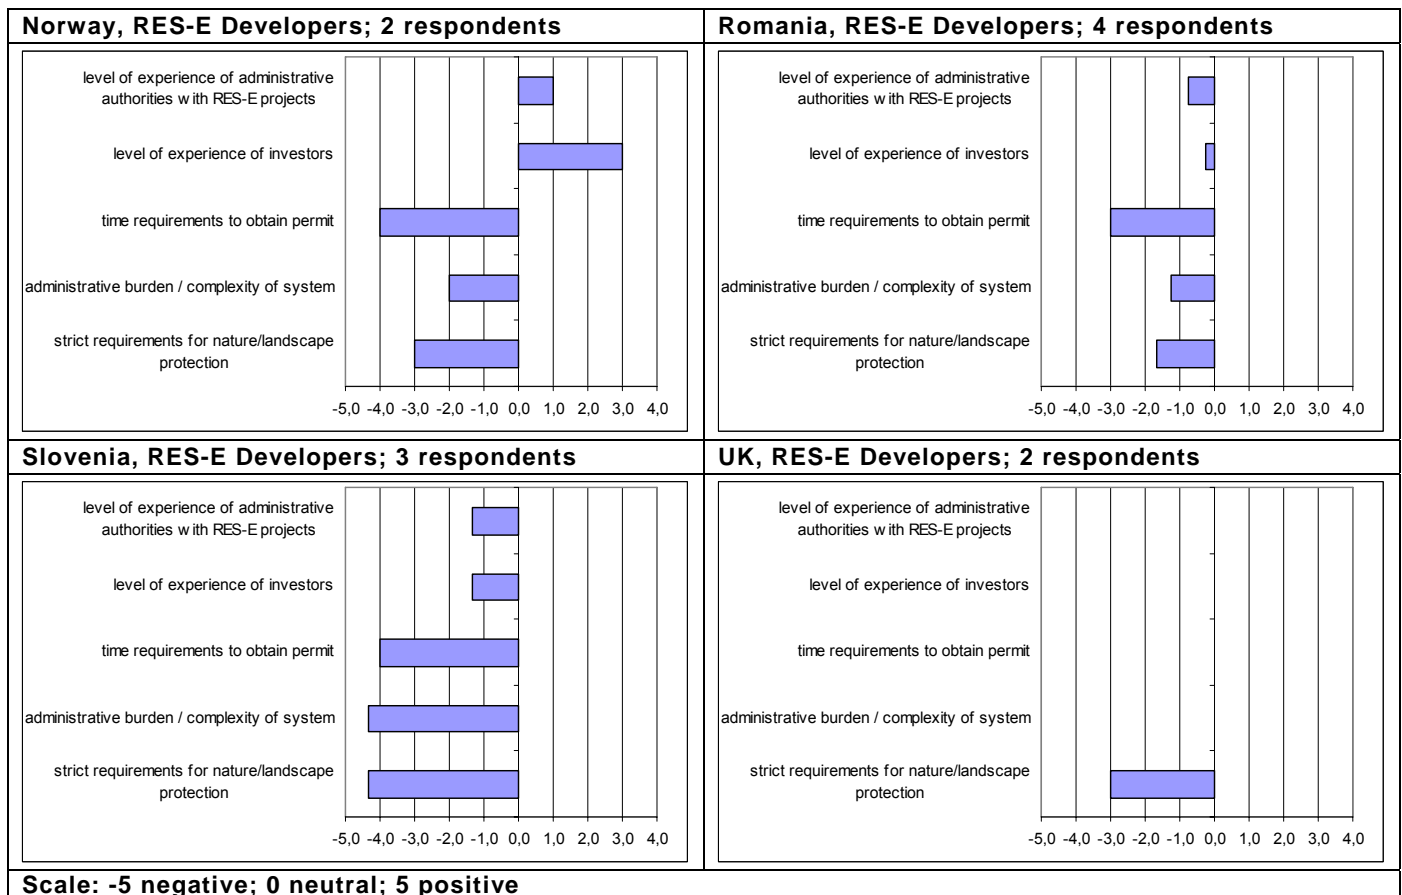 Norway, RES-E Developers; 2 respondents
level of experience of administrative
authorities with RES-E projects
level of experience of investors
time requirements to obtain permit
administrative burden / complexity of system
strict requirements for nature/landscape
protection
-5,0 -4,0 -3,0 -2,0 -1,0 0,0 1,0 2,0 3,0 4,0
Romania, RES-E Developers; 4 respondents
level of experience of administrative
authorities with RES-E projects
level of experience of investors
time requirements to obtain permit
administrative burden / complexity of system
strict requirements for nature/landscape
protection
-5,0 -4,0 -3,0 -2,0 -1,0 0,0 1,0 2,0 3,0 4,0
Slovenia, RES-E Developers; 3 respondents
level of experience of administrative
authorities with RES-E projects
level of experience of investors
time requirements to obtain permit
administrative burden / complexity of system
strict requirements for nature/landscape
protection
-5,0 -4,0 -3,0 -2,0 -1,0 0,0 1,0 2,0 3,0 4,0
UK, RES-E Developers; 2 respondents
level of experience of administrative
authorities with RES-E projects
level of experience of investors
time requirements to obtain permit
administrative burden / complexity of system
strict requirements for nature/landscape
protection
-5,0 -4,0 -3,0 -2,0 -1,0 0,0 1,0 2,0 3,0 4,0
Scale: -5 negative; 0 neutral; 5 positive